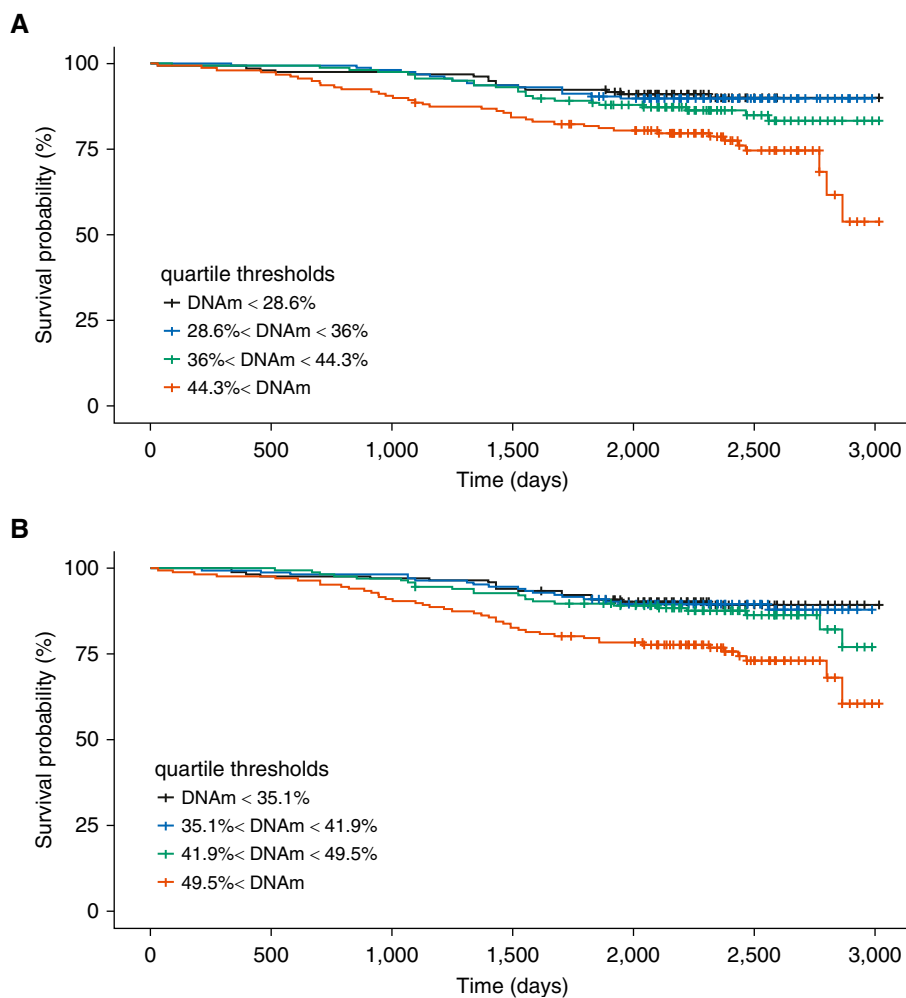 A
Survival probability (%)
100
75
50
25
0
quartile thresholds
DNAm < 28.6%
28.6%< DNAm < 36%
36%< DNAm < 44.3%
44.3%< DNAm
0 500 1,000 1,500 2,000 2,500 3,000
Time (days)
B
Survival probability (%)
100
75
50
25
0
quartile thresholds
DNAm < 35.1%
35.1%< DNAm < 41.9%
41.9%< DNAm < 49.5%
49.5%< DNAm
0 500 1,000 1,500 2,000 2,500 3,000
Time (days)